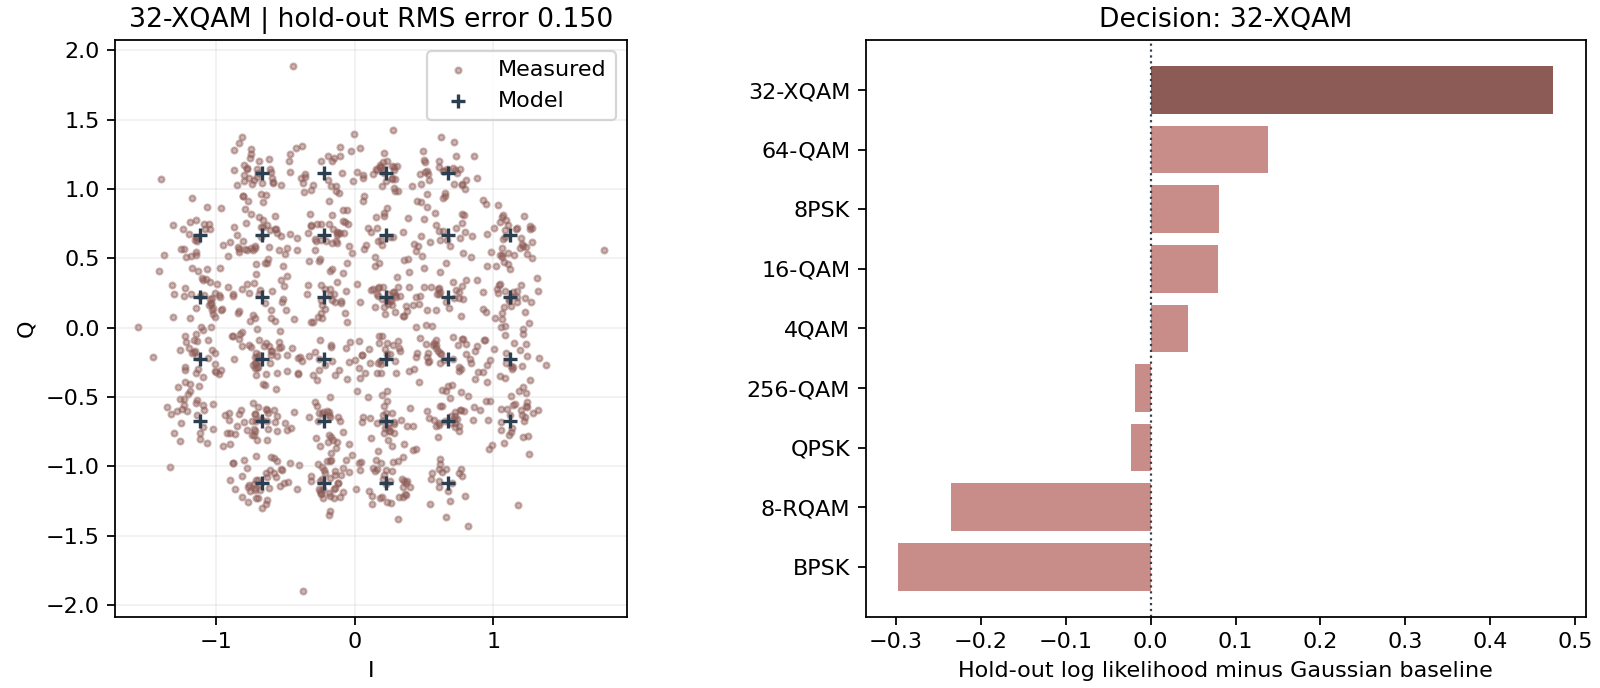 32-XQAM | hold-out RMS error 0.150
Measured
Model
2.0
1.5
1.0
0.5
0.0
−0.5
−1.0
−1.5
−2.0
Q
−1
0
1
I
Decision: 32-XQAM
32-XQAM
64-QAM
8PSK
16-QAM
4QAM
256-QAM
QPSK
8-RQAM
BPSK
−0.3
−0.2
−0.1
0.0
0.1
0.2
0.3
0.4
0.5
Hold-out log likelihood minus Gaussian baseline